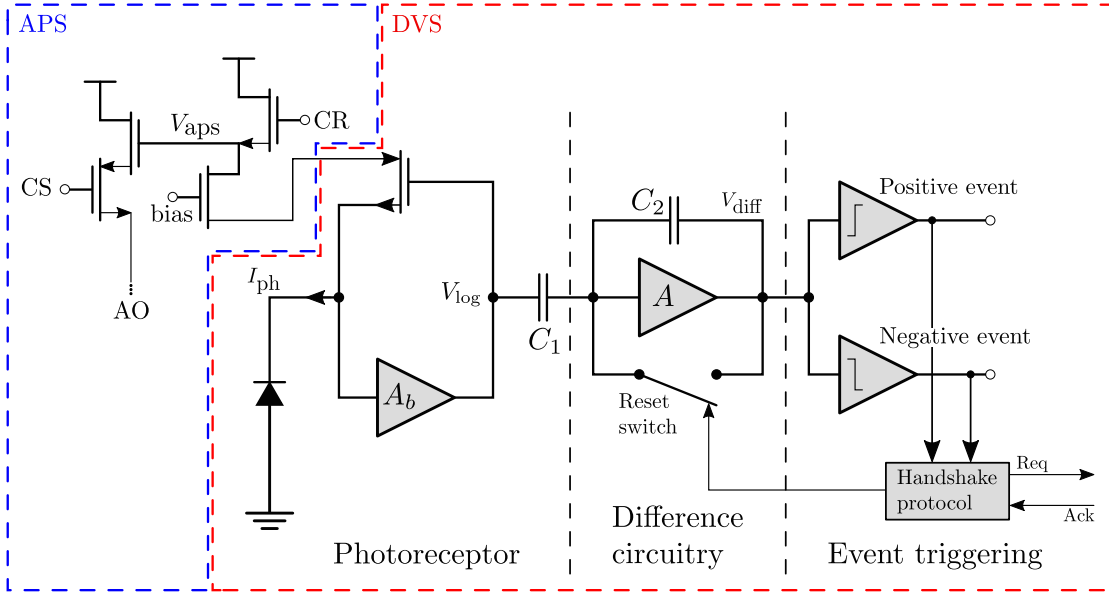 APS
DVS
Vaps
CR
CS
bias
AO
Iph
Vlog
Ab
C1
C2
Vdiff
A
Reset
switch
Positive event
Negative event
Handshake
protocol
Req
Ack
Photoreceptor
Difference
circuitry
Event triggering